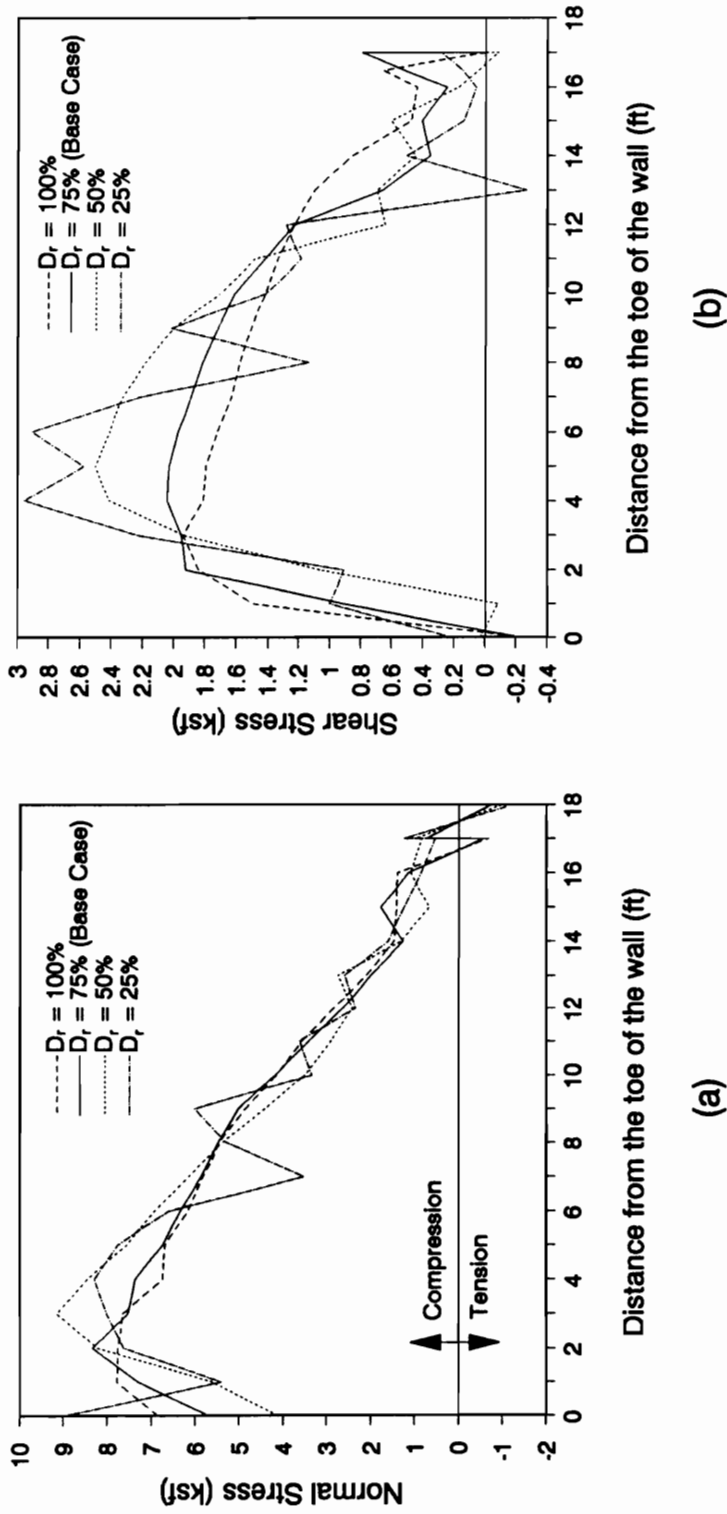 Normal Stress (ksf)
10
9
8
7
6
5
4
3
2
1
0
-1
-2
D_r = 100%
D_r = 75% (Base Case)
D_r = 50%
D_r = 25%
Compression
Tension
0 2 4 6 8 10 12 14 16 18
Distance from the toe of the wall (ft)
(a)
Shear Stress (ksf)
3
2.8
2.6
2.4
2.2
2
1.8
1.6
1.4
1.2
1
0.8
0.6
0.4
0.2
0
-0.2
-0.4
D_r = 100%
D_r = 75% (Base Case)
D_r = 50%
D_r = 25%
0 2 4 6 8 10 12 14 16 18
Distance from the toe of the wall (ft)
(b)